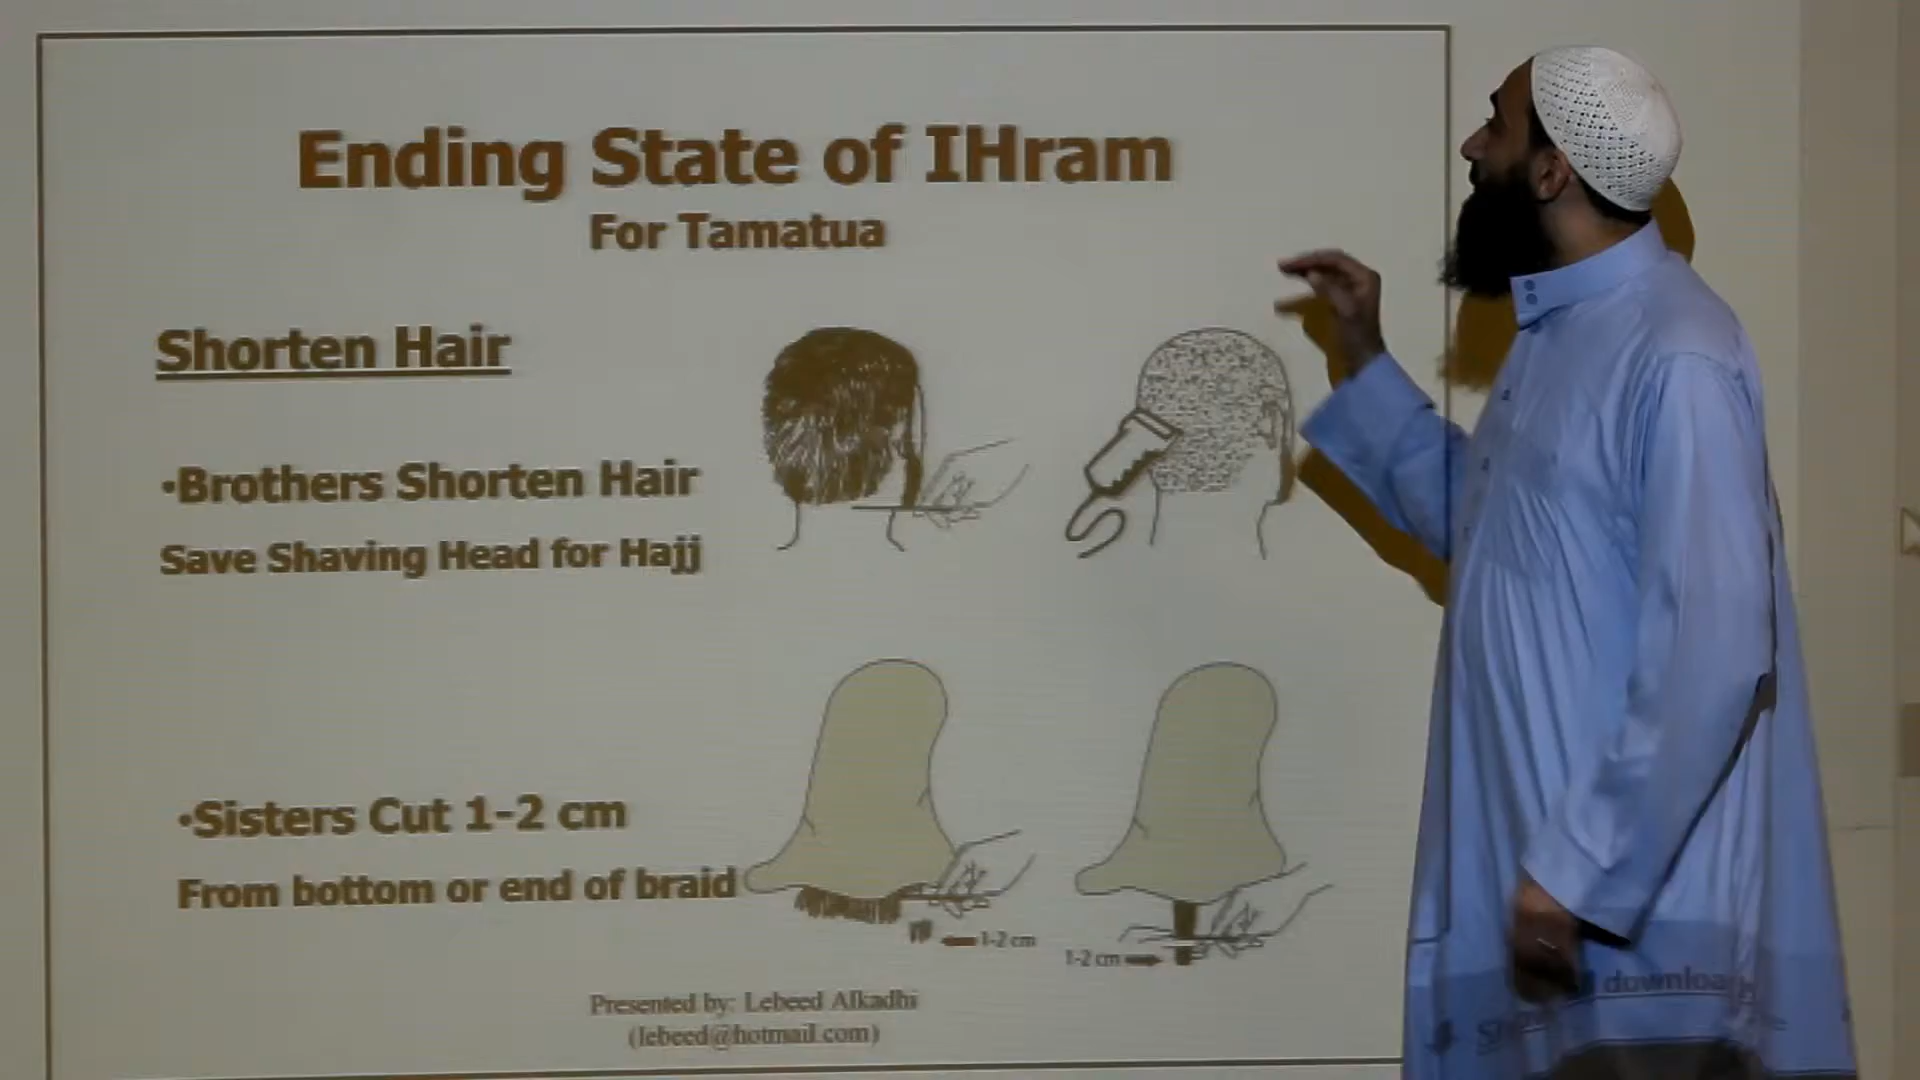 Ending State of IHram
For Tamatua
Shorten Hair
•Brothers Shorten Hair
Save Shaving Head for Hajj
•Sisters Cut 1-2 cm
From bottom or end of braid
1-2 cm
1-2 cm
Presented by: Lebeed Alkadhi
(lebeed@hotmail.com)